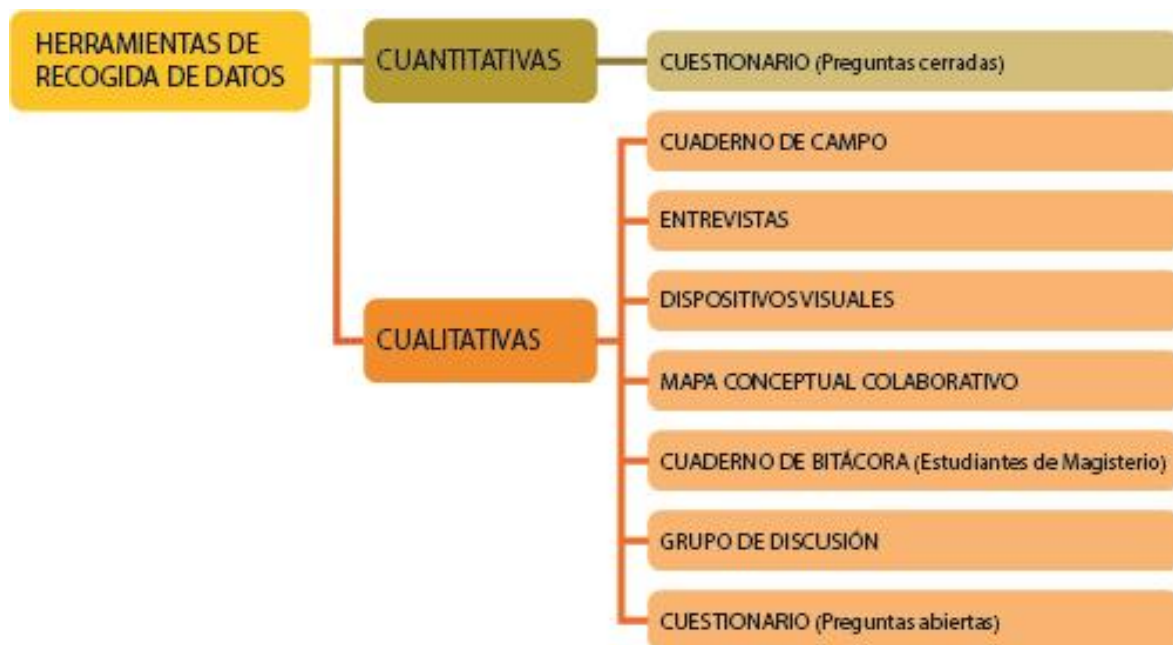 HERRAMIENTAS DE
RECOGIDA DE DATOS
CUANTITATIVAS
CUESTIONARIO (Preguntas cerradas)
CUALITATIVAS
CUADERNO DE CAMPO
ENTREVISTAS
DISPOSITIVOS VISUALES
MAPA CONCEPTUAL COLABORATIVO
CUADERNO DE BITÁCORA (Estudiantes de Magisterio)
GRUPO DE DISCUSIÓN
CUESTIONARIO (Preguntas abiertas)